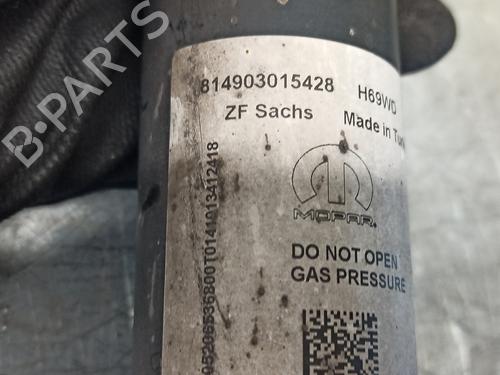 814903015428 H69WD
ZF Sachs Made in
MOPAR
DO NOT OPEN
GAS PRESSURE
B-PARTS